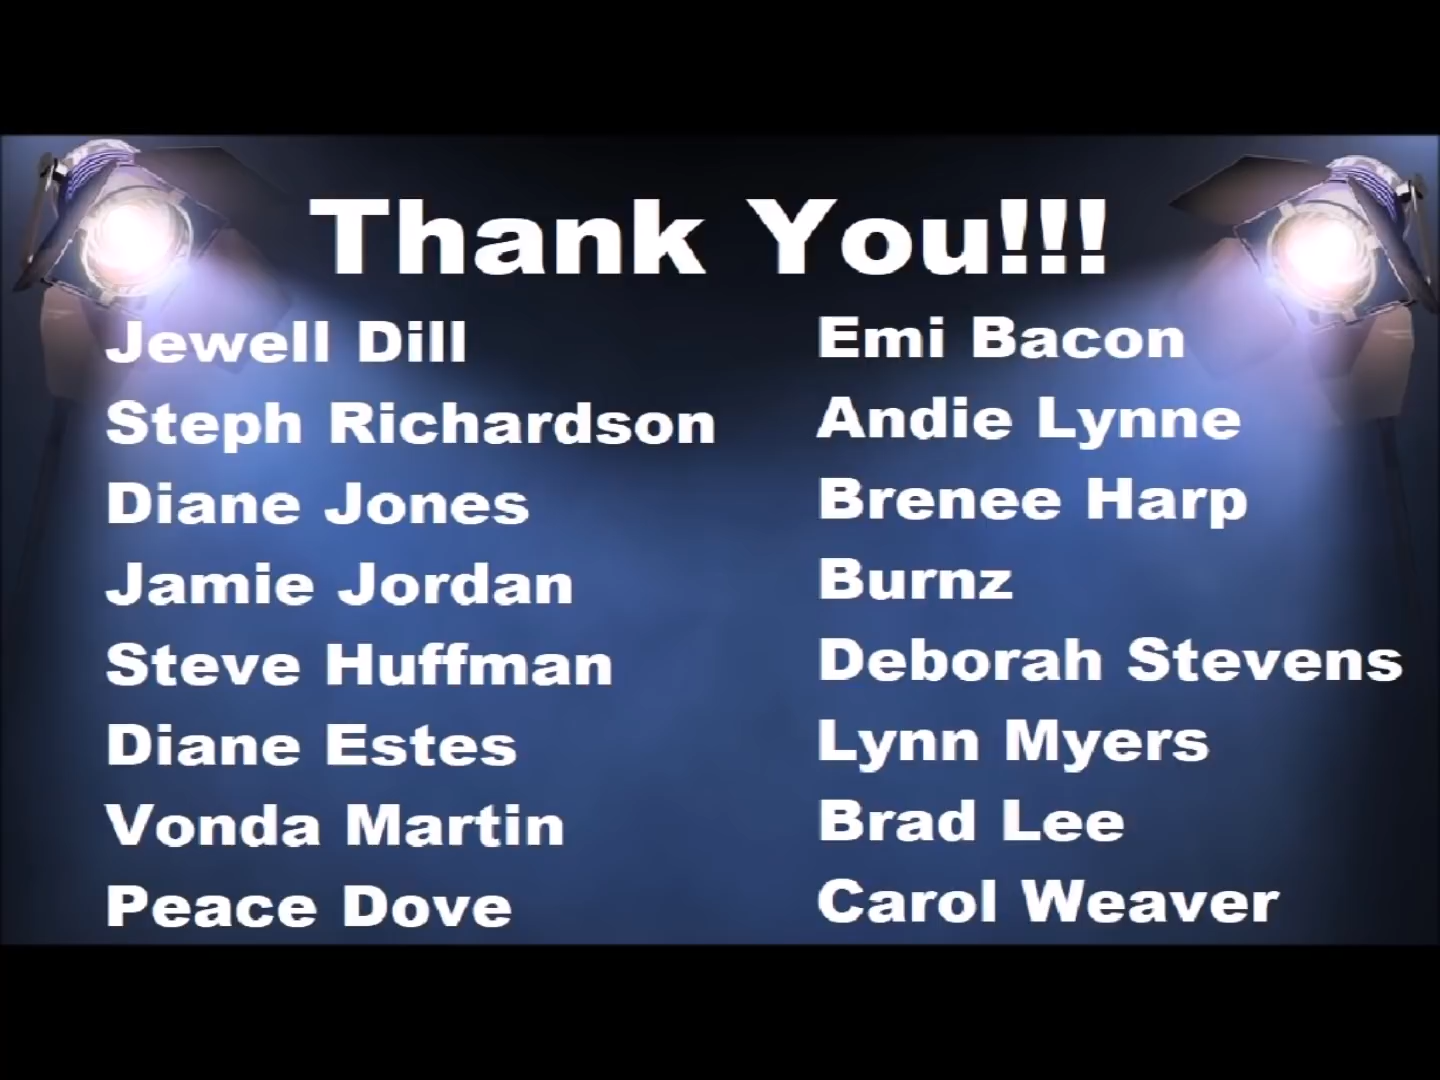 Thank You!!!
Jewell Dill
Steph Richardson
Diane Jones
Jamie Jordan
Steve Huffman
Diane Estes
Vonda Martin
Peace Dove
Emi Bacon
Andie Lynne
Brenee Harp
Burnz
Deborah Stevens
Lynn Myers
Brad Lee
Carol Weaver